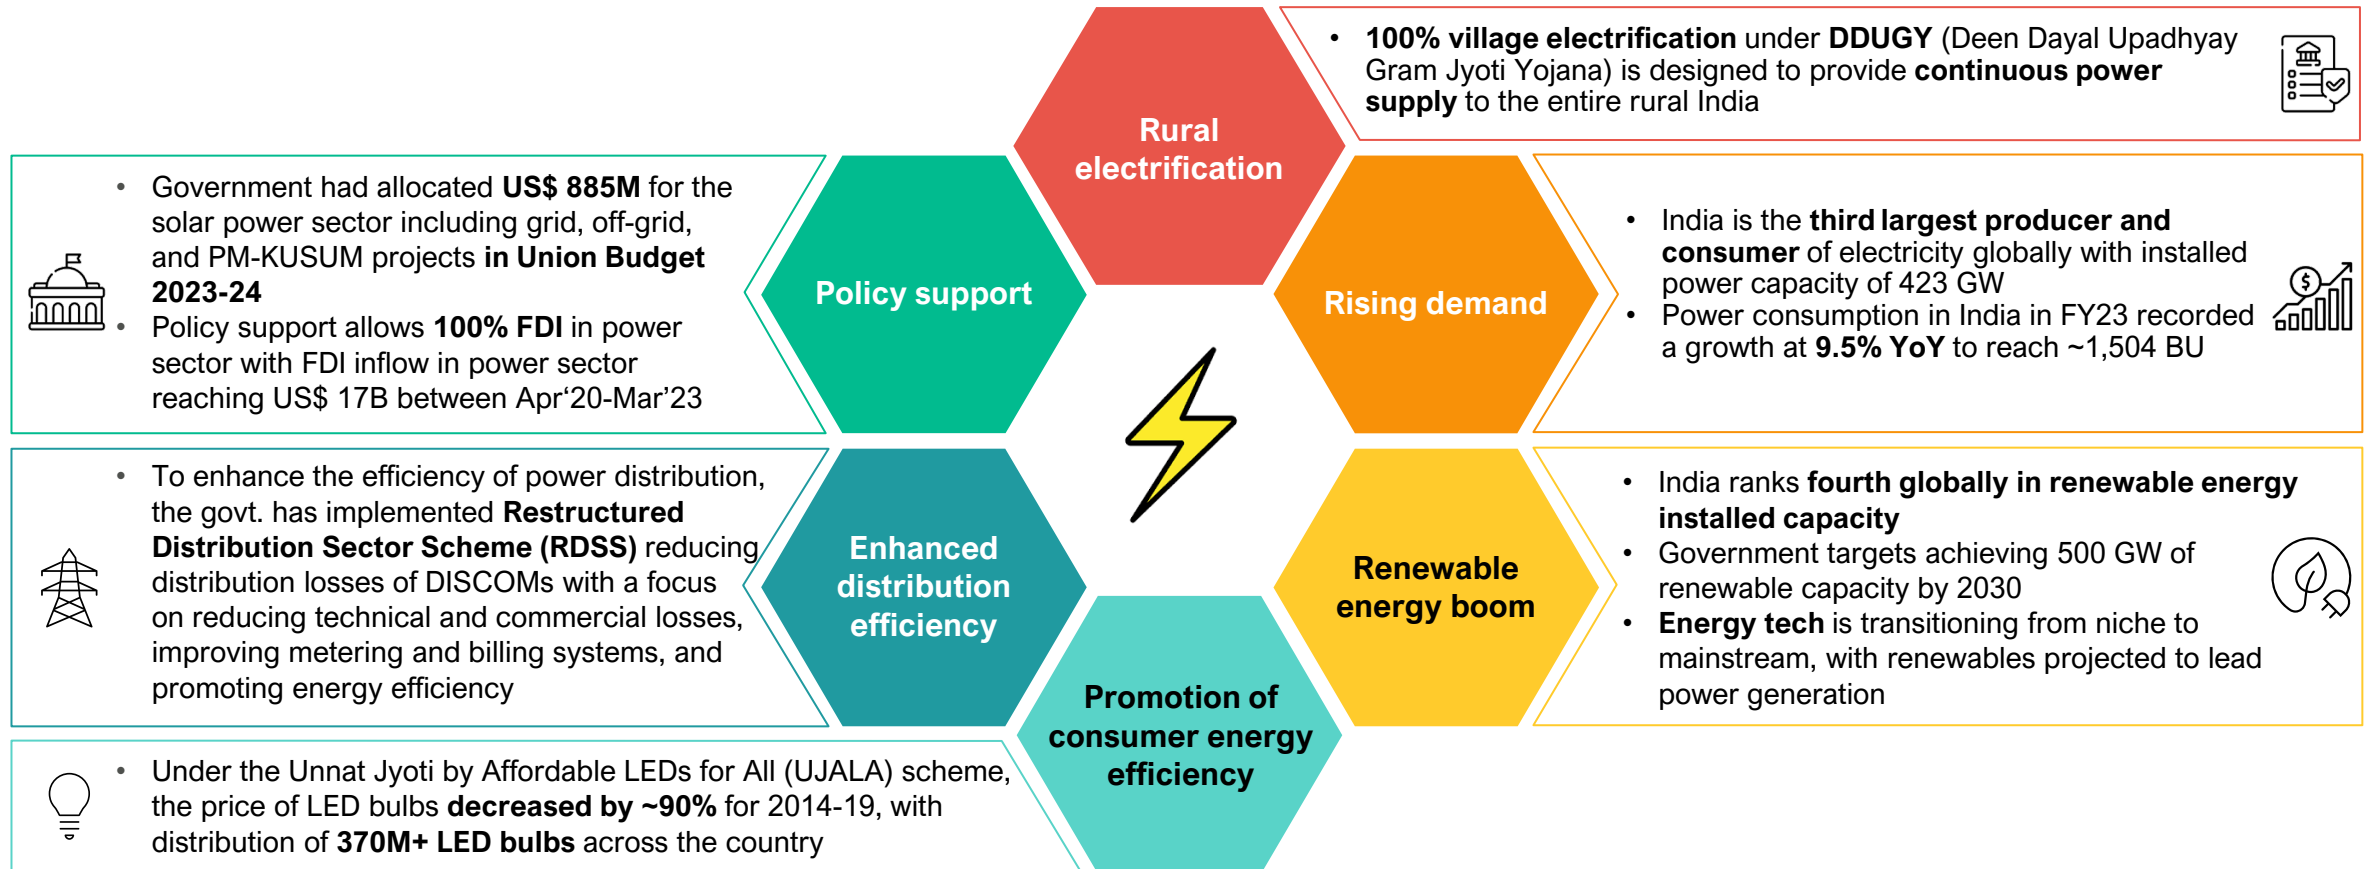 • 100% village electrification under DDUGY (Deen Dayal Upadhyay
Gram Jyoti Yojana) is designed to provide continuous power
supply to the entire rural India
Rural
electrification
• Government had allocated US$ 885M for the
solar power sector including grid, off-grid,
and PM-KUSUM projects in Union Budget
2023-24
• Policy support allows 100% FDI in power
sector with FDI inflow in power sector
reaching US$ 17B between Apr‘20-Mar’23
Policy support
Rising demand
• India is the third largest producer and
consumer of electricity globally with installed
power capacity of 423 GW
• Power consumption in India in FY23 recorded
a growth at 9.5% YoY to reach ~1,504 BU
$
• To enhance the efficiency of power distribution,
the govt. has implemented Restructured
Distribution Sector Scheme (RDSS) reducing
distribution losses of DISCOMs with a focus
on reducing technical and commercial losses,
improving metering and billing systems, and
promoting energy efficiency
Enhanced
distribution
efficiency
Renewable
energy boom
• India ranks fourth globally in renewable energy
installed capacity
• Government targets achieving 500 GW of
renewable capacity by 2030
• Energy tech is transitioning from niche to
mainstream, with renewables projected to lead
power generation
Promotion of
consumer energy
efficiency
• Under the Unnat Jyoti by Affordable LEDs for All (UJALA) scheme,
the price of LED bulbs decreased by ~90% for 2014-19, with
distribution of 370M+ LED bulbs across the country